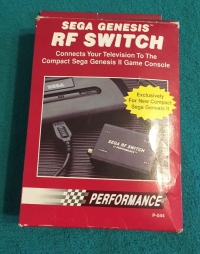 SEGA GENESIS™
RF SWITCH
Connects Your Television To The
Compact Sega Genesis II Game Console
Exclusively
For New Compact
Sega Genesis II
SEGA
SEGA RF SWITCH
PERFORMANCE
P-644